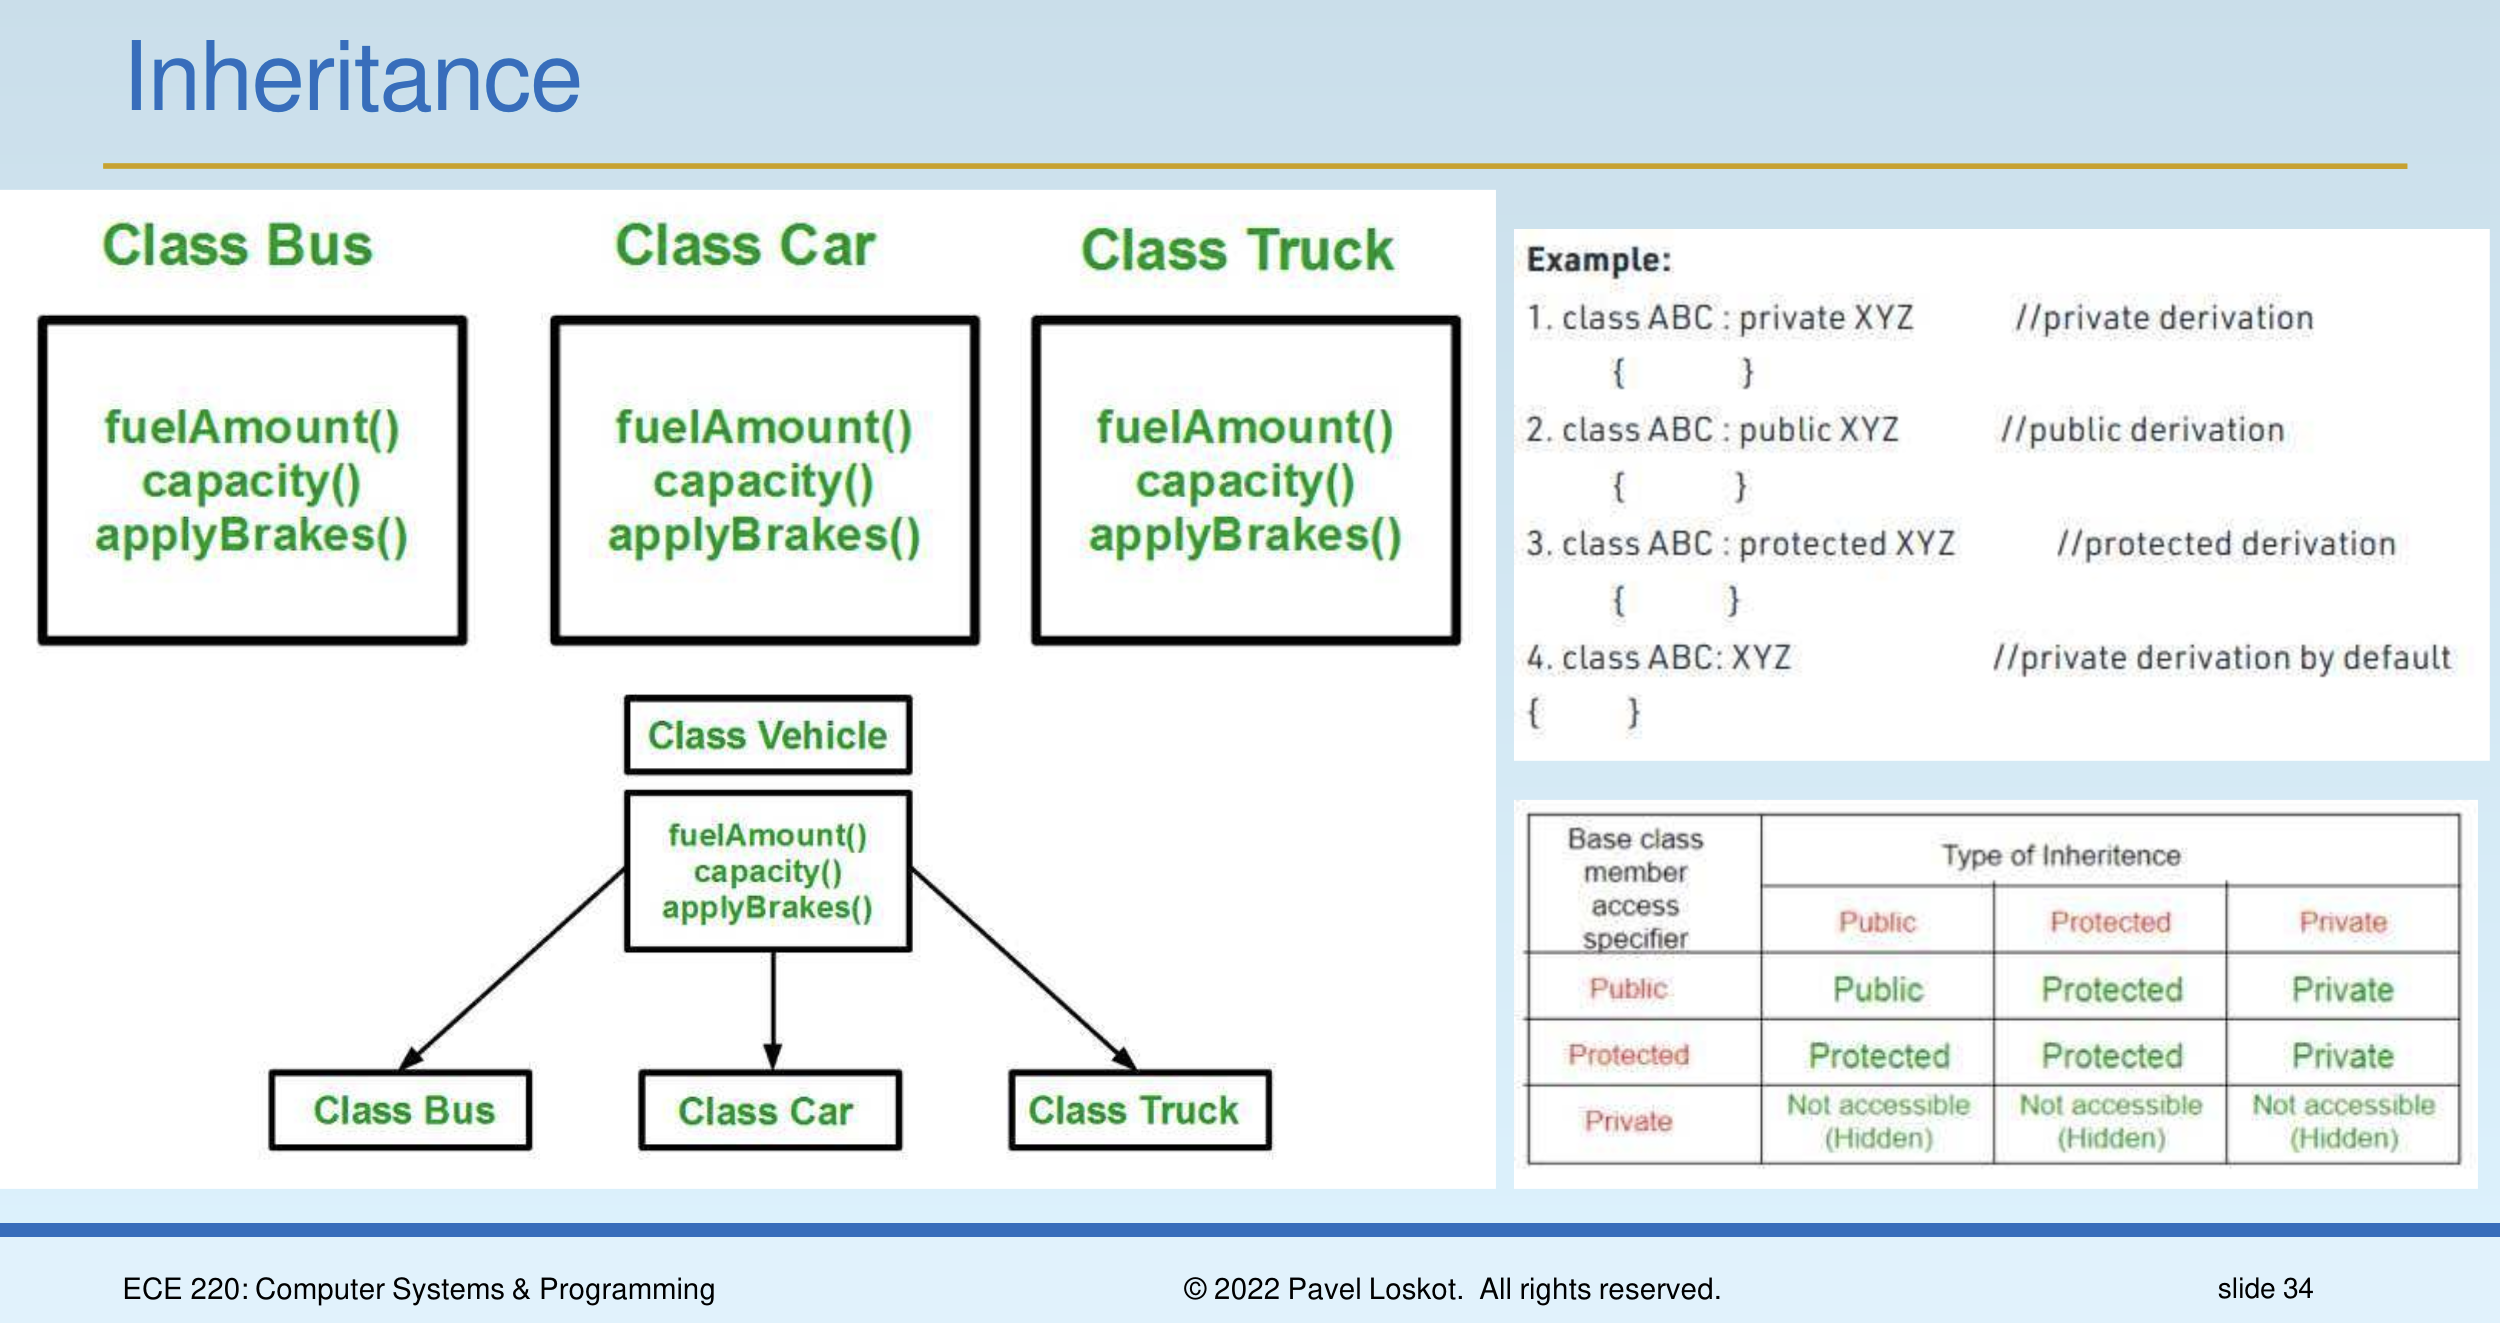 Inheritance
Class Bus
Class Car
Class Truck
fuelAmount()
capacity()
applyBrakes()
fuelAmount()
capacity()
applyBrakes()
fuelAmount()
capacity()
applyBrakes()
Class Vehicle
fuelAmount()
capacity()
applyBrakes()
Class Bus
Class Car
Class Truck
Example:
1. class ABC : private XYZ //private derivation
{ }
2. class ABC : public XYZ //public derivation
{ }
3. class ABC : protected XYZ //protected derivation
{ }
4. class ABC: XYZ //private derivation by default
{ }
Base class
member
access
specifier
Type of Inheritence
Public Protected Private
Public Public Protected Private
Protected Protected Protected Private
Private
Not accessible
(Hidden)
Not accessible
(Hidden)
Not accessible
(Hidden)
ECE 220: Computer Systems & Programming
© 2022 Pavel Loskot. All rights reserved.
slide 34